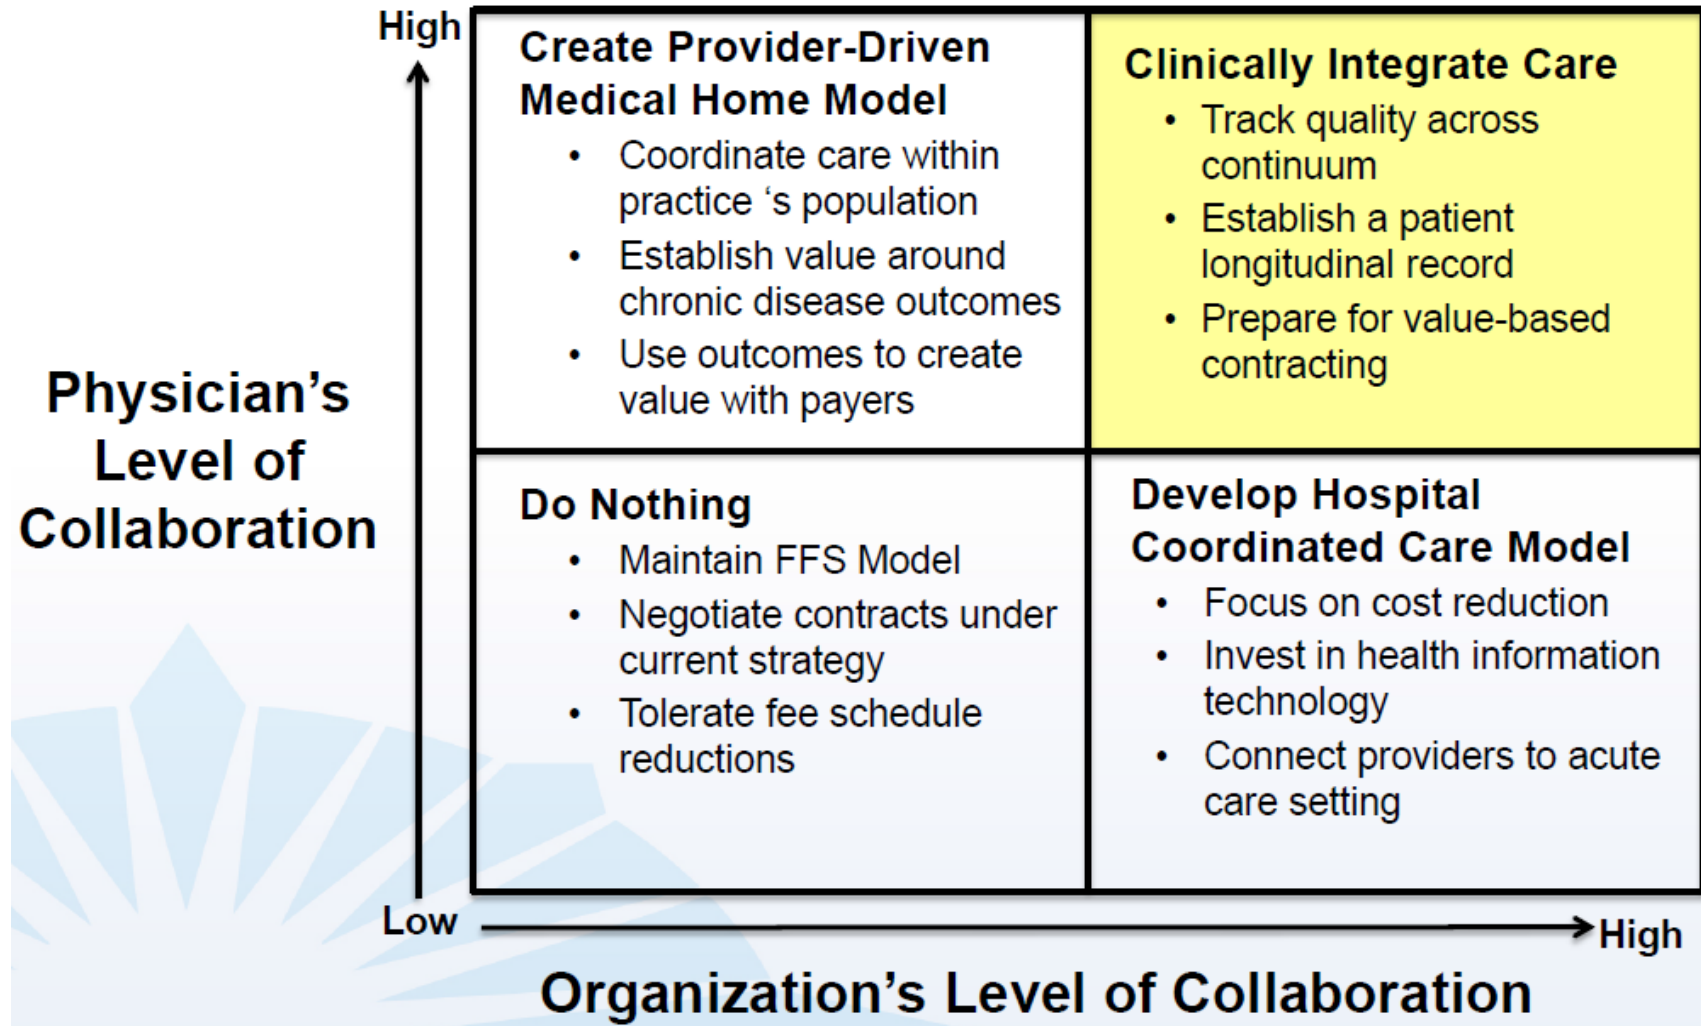 High
Create Provider-Driven
Medical Home Model
• Coordinate care within
practice ‘s population
• Establish value around
chronic disease outcomes
• Use outcomes to create
value with payers
Clinically Integrate Care
• Track quality across
continuum
• Establish a patient
longitudinal record
• Prepare for value-based
contracting
Physician’s
Level of
Collaboration
Do Nothing
• Maintain FFS Model
• Negotiate contracts under
current strategy
• Tolerate fee schedule
reductions
Develop Hospital
Coordinated Care Model
• Focus on cost reduction
• Invest in health information
technology
• Connect providers to acute
care setting
Low
High
Organization’s Level of Collaboration